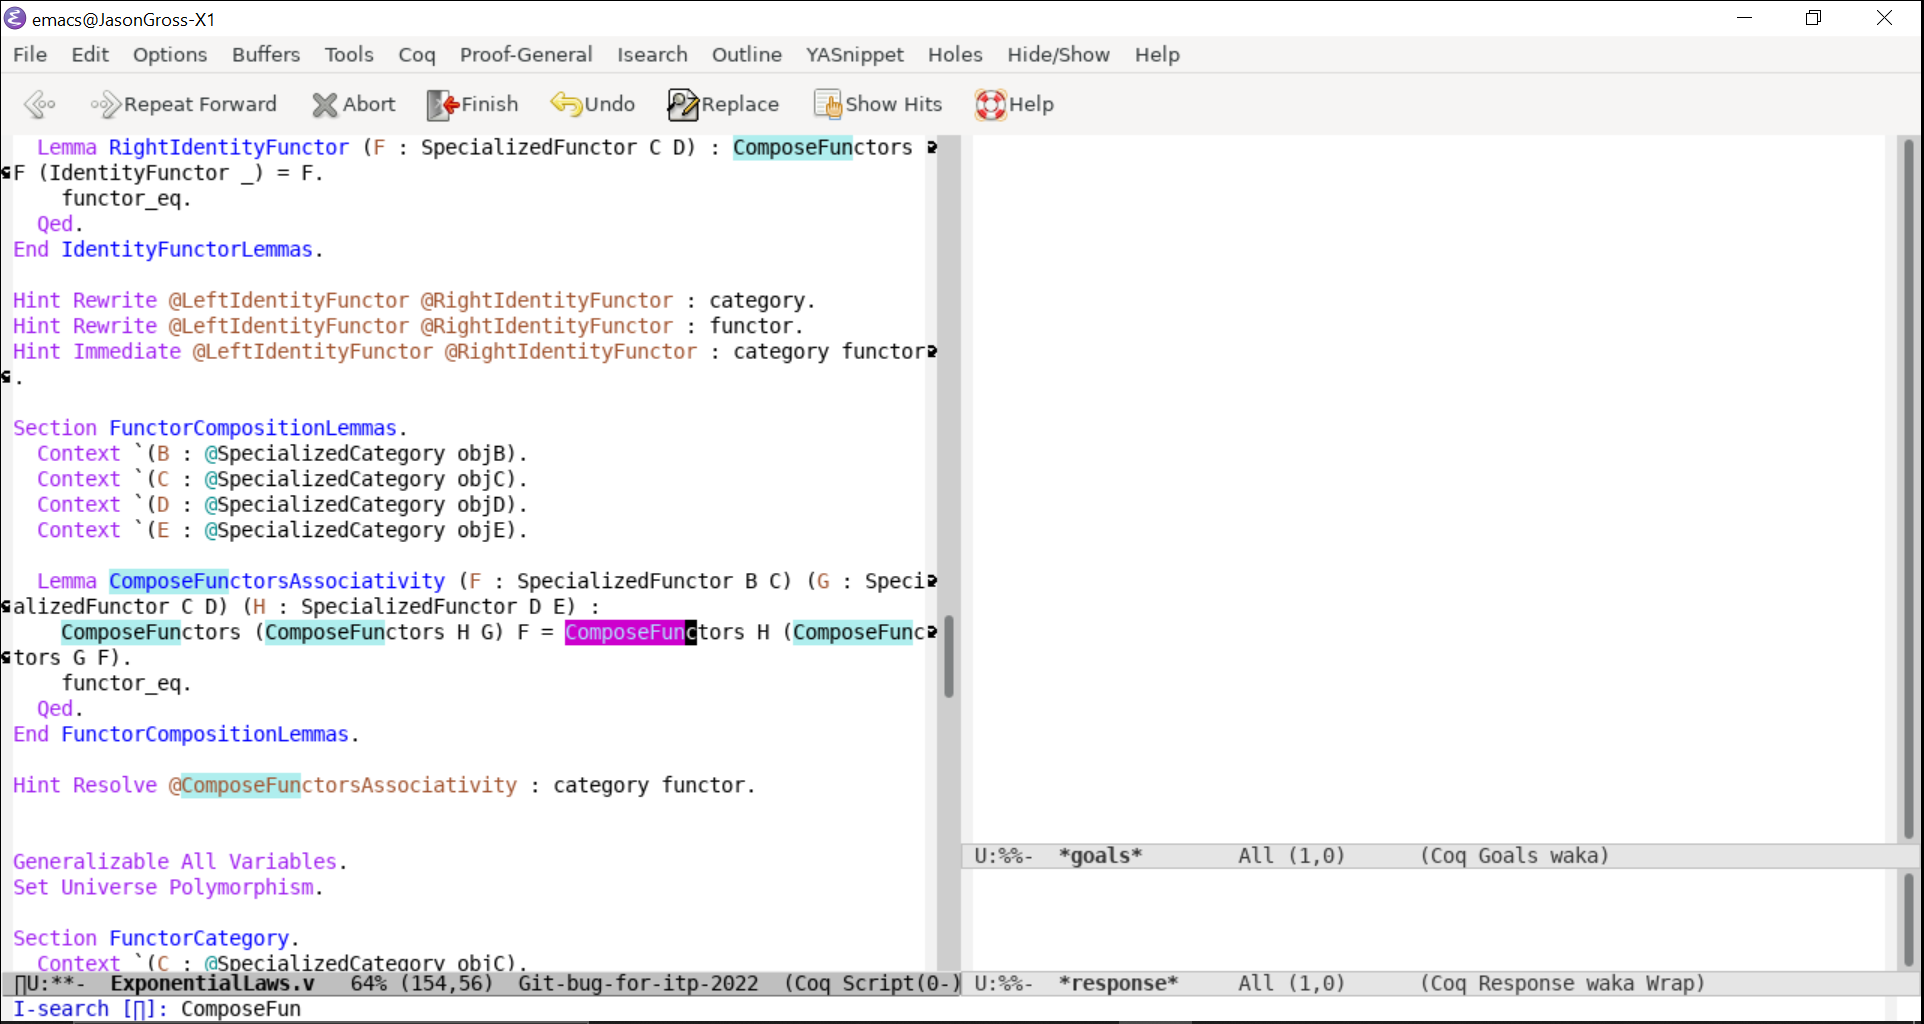 emacs@JasonGross-X1
File Edit Options Buffers Tools Coq Proof-General Isearch Outline YASnippet Holes Hide/Show Help
Repeat Forward Abort Finish Undo Replace Show Hits Help
Lemma RightIdentityFunctor (F : SpecializedFunctor C D) : ComposeFunctors
F (IdentityFunctor _) = F.
functor_eq.
Qed.
End IdentityFunctorLemmas.
Hint Rewrite @LeftIdentityFunctor @RightIdentityFunctor : category.
Hint Rewrite @LeftIdentityFunctor @RightIdentityFunctor : functor.
Hint Immediate @LeftIdentityFunctor @RightIdentityFunctor : category functor
.
Section FunctorCompositionLemmas.
Context `(B : @SpecializedCategory objB).
Context `(C : @SpecializedCategory objC).
Context `(D : @SpecializedCategory objD).
Context `(E : @SpecializedCategory objE).
Lemma ComposeFunctorsAssociativity (F : SpecializedFunctor B C) (G : Speci
alizedFunctor C D) (H : SpecializedFunctor D E) :
ComposeFunctors (ComposeFunctors H G) F = ComposeFunctors H (ComposeFunc
tors G F).
functor_eq.
Qed.
End FunctorCompositionLemmas.
Hint Resolve @ComposeFunctorsAssociativity : category functor.
Generalizable All Variables.
Set Universe Polymorphism.
Section FunctorCategory.
Context `(C : @SpecializedCategory objC).
∏U:**- ExponentialLaws.v 64% (154,56) Git-bug-for-itp-2022 (Coq Script(0-)
I-search [∏]: ComposeFun
U:%%- *goals* All (1,0) (Coq Goals waka)
U:%%- *response* All (1,0) (Coq Response waka Wrap)